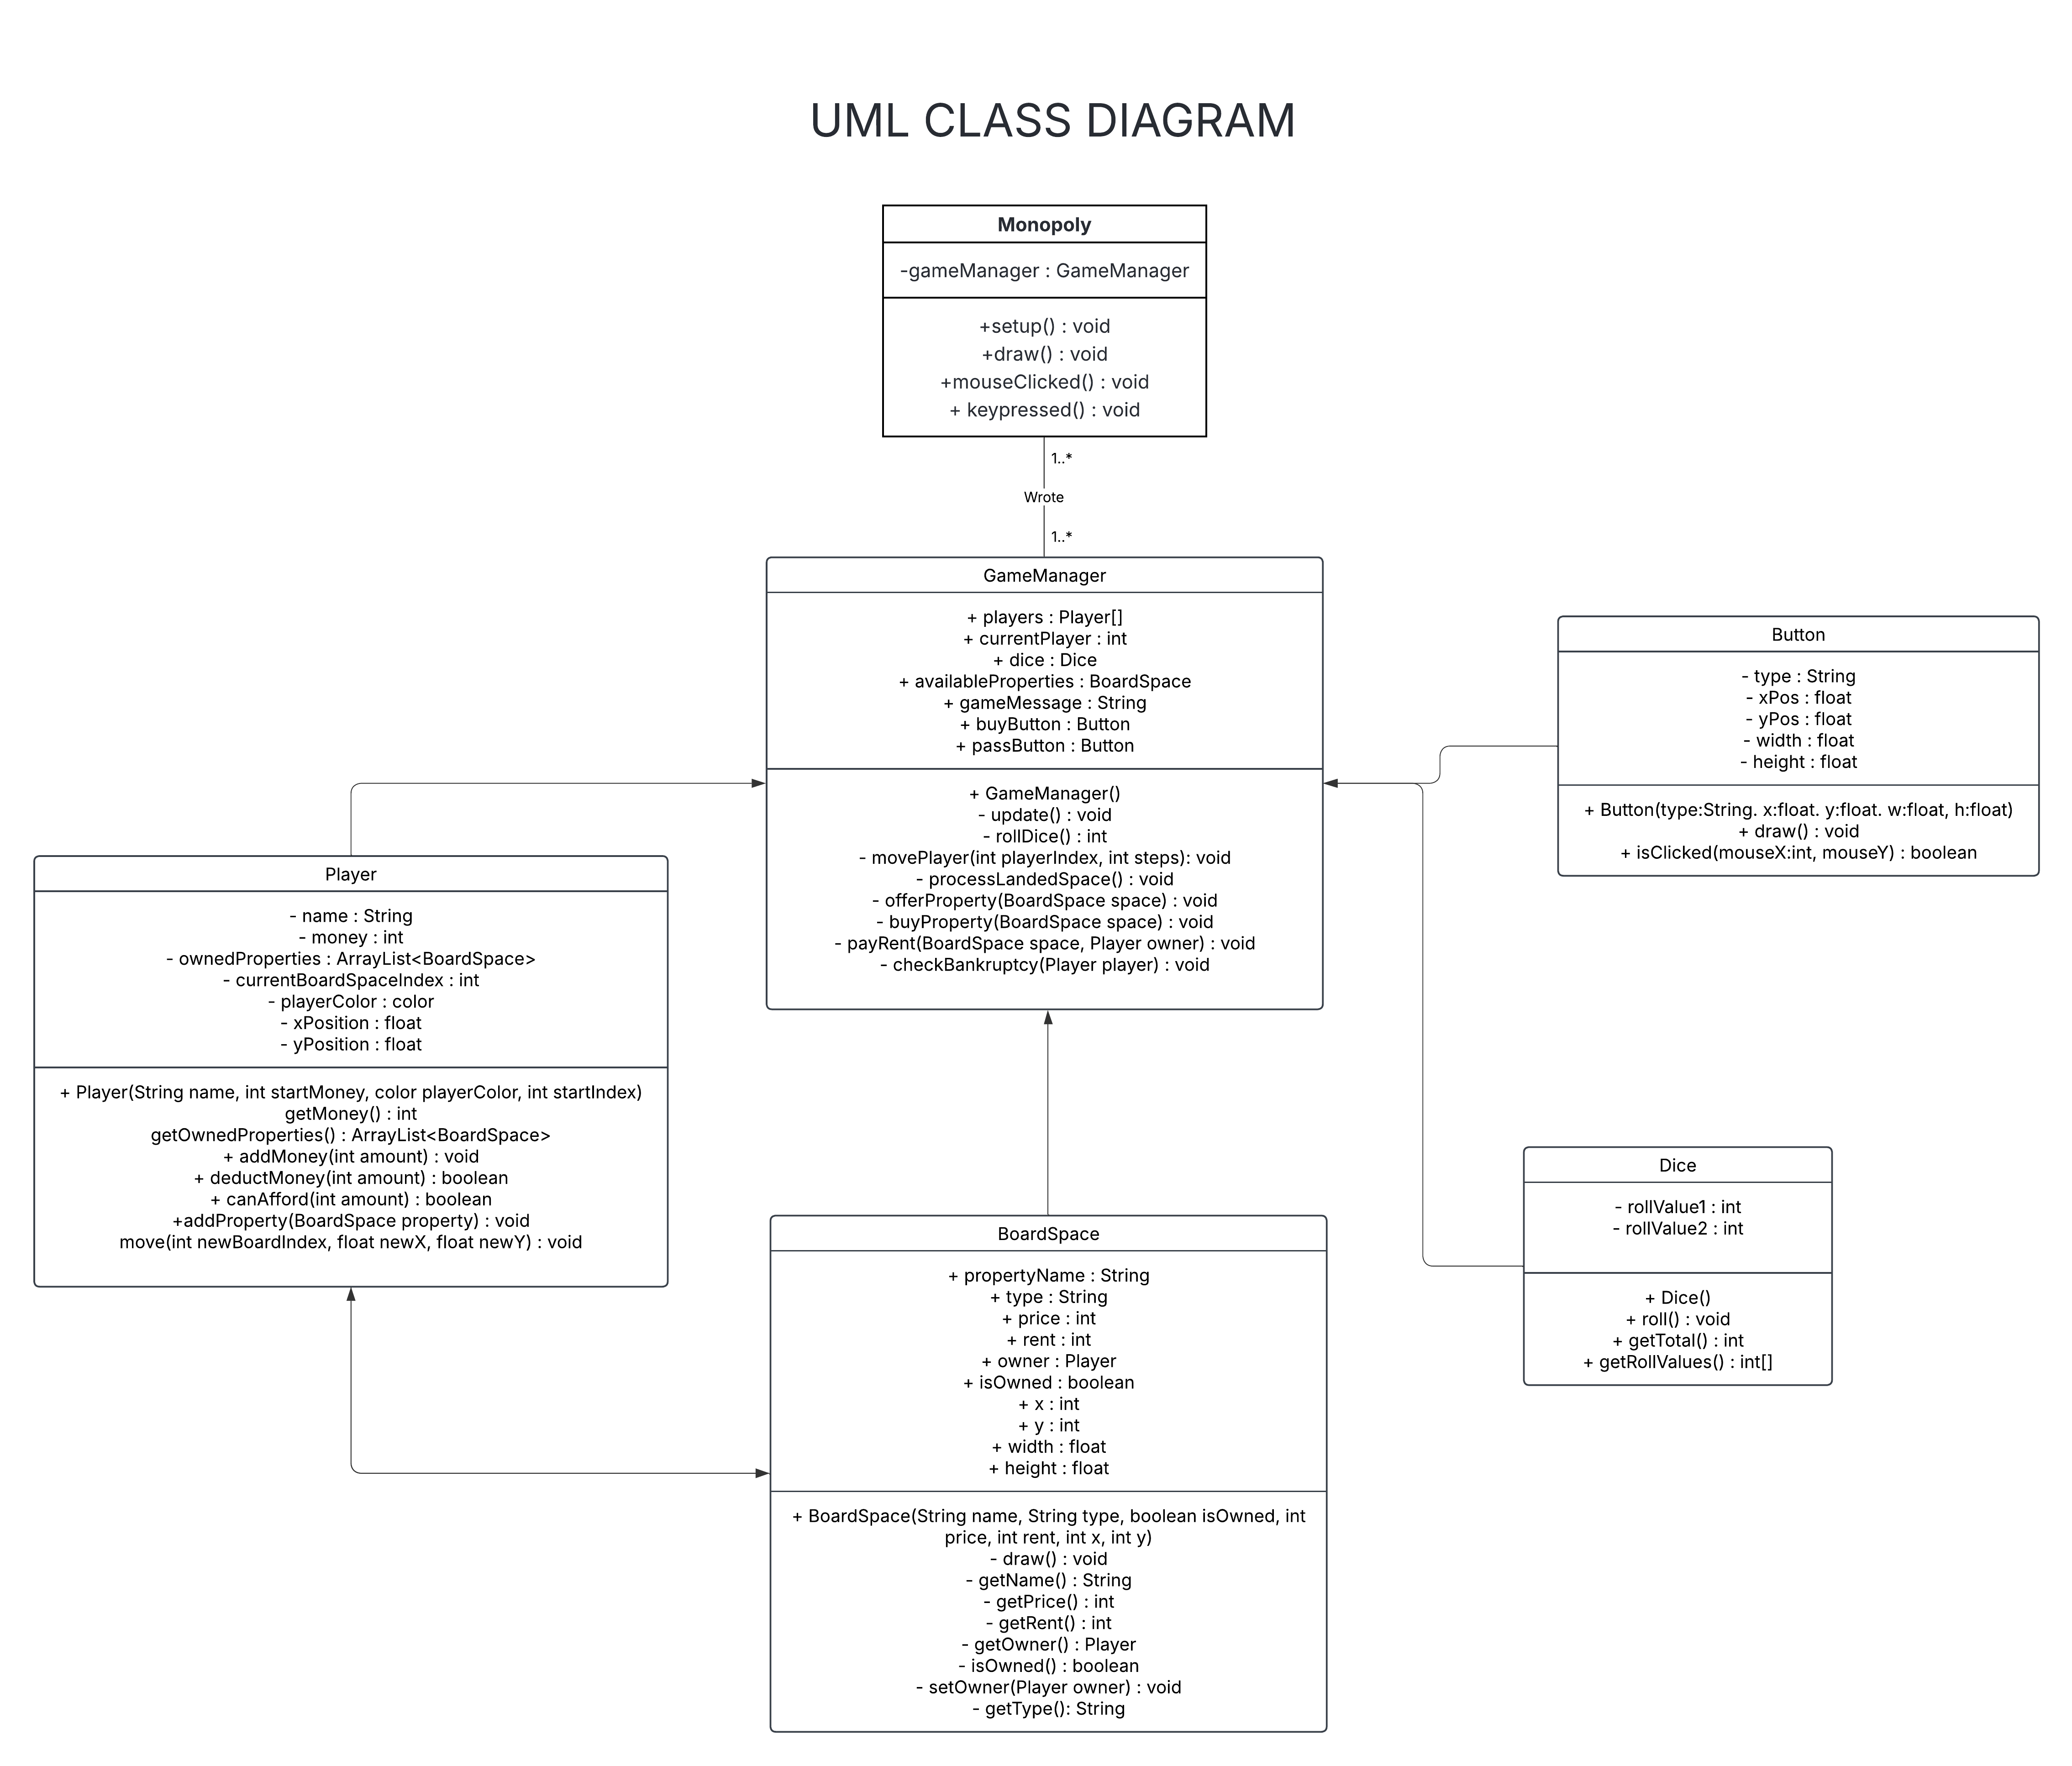 UML CLASS DIAGRAM
Monopoly
-gameManager : GameManager
+setup() : void
+draw() : void
+mouseClicked() : void
+ keypressed() : void
1..*
Wrote
1..*
GameManager
+ players : Player[]
+ currentPlayer : int
+ dice : Dice
+ availableProperties : BoardSpace
+ gameMessage : String
+ buyButton : Button
+ passButton : Button
+ GameManager()
- update() : void
- rollDice() : int
- movePlayer(int playerIndex, int steps): void
- processLandedSpace() : void
- offerProperty(BoardSpace space) : void
- buyProperty(BoardSpace space) : void
- payRent(BoardSpace space, Player owner) : void
- checkBankruptcy(Player player) : void
Button
- type : String
- xPos : float
- yPos : float
- width : float
- height : float
+ Button(type:String. x:float. y:float. w:float, h:float)
+ draw() : void
+ isClicked(mouseX:int, mouseY) : boolean
Player
- name : String
- money : int
- ownedProperties : ArrayList<BoardSpace>
- currentBoardSpaceIndex : int
- playerColor : color
- xPosition : float
- yPosition : float
+ Player(String name, int startMoney, color playerColor, int startIndex)
getMoney() : int
getOwnedProperties() : ArrayList<BoardSpace>
+ addMoney(int amount) : void
+ deductMoney(int amount) : boolean
+ canAfford(int amount) : boolean
+addProperty(BoardSpace property) : void
move(int newBoardIndex, float newX, float newY) : void
Dice
- rollValue1 : int
- rollValue2 : int
+ Dice()
+ roll() : void
+ getTotal() : int
+ getRollValues() : int[]
BoardSpace
+ propertyName : String
+ type : String
+ price : int
+ rent : int
+ owner : Player
+ isOwned : boolean
+ x : int
+ y : int
+ width : float
+ height : float
+ BoardSpace(String name, String type, boolean isOwned, int
price, int rent, int x, int y)
- draw() : void
- getName() : String
- getPrice() : int
- getRent() : int
- getOwner() : Player
- isOwned() : boolean
- setOwner(Player owner) : void
- getType(): String